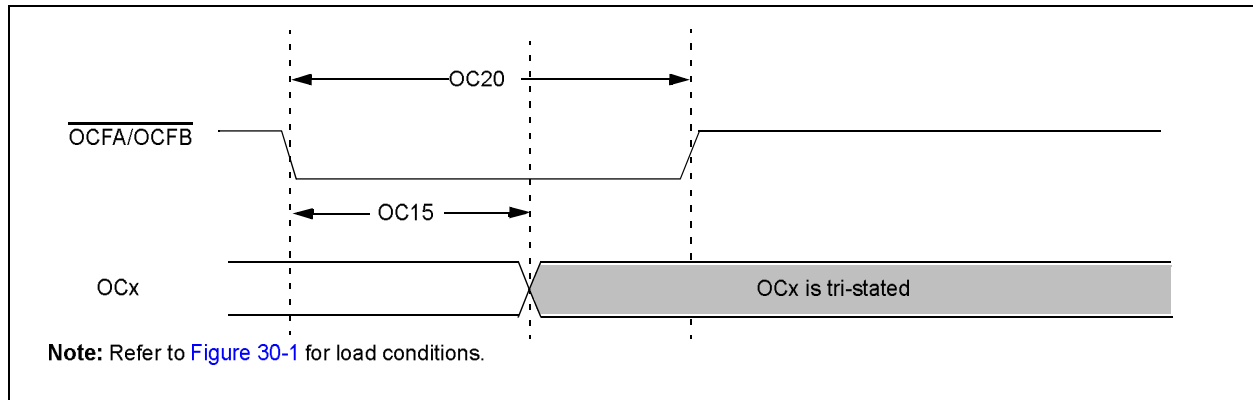 OC20
OCFA/OCFB
OC15
OCx
OCx is tri-stated
Note: Refer to Figure 30-1 for load conditions.